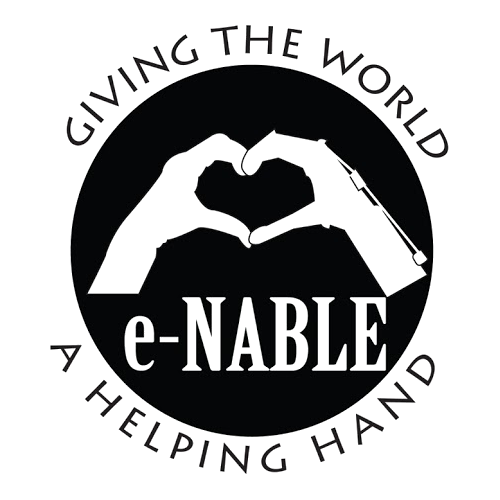 GIVING THE WORLD
e-NABLE
A HELPING HAND